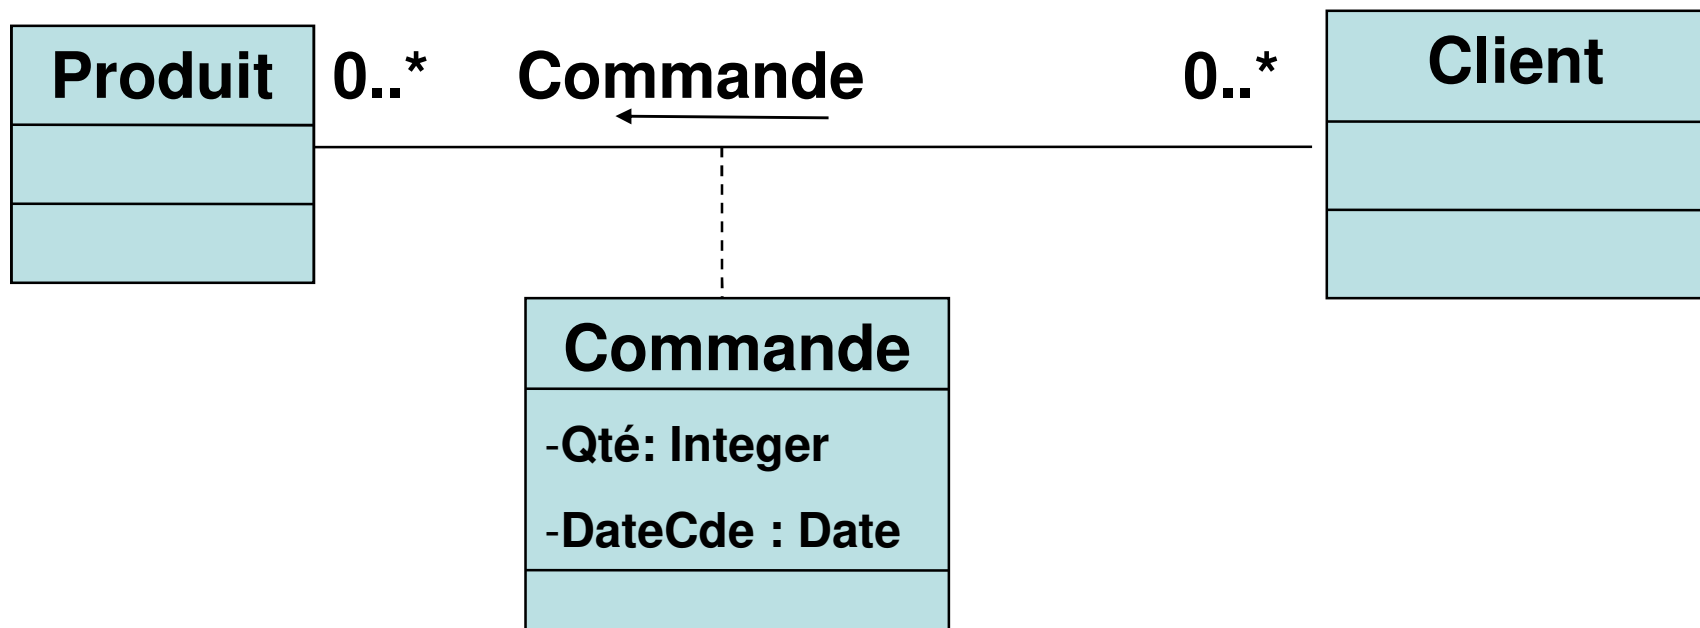 Produit
0..*
Commande
0..*
Client
Commande
-Qté: Integer
-DateCde : Date